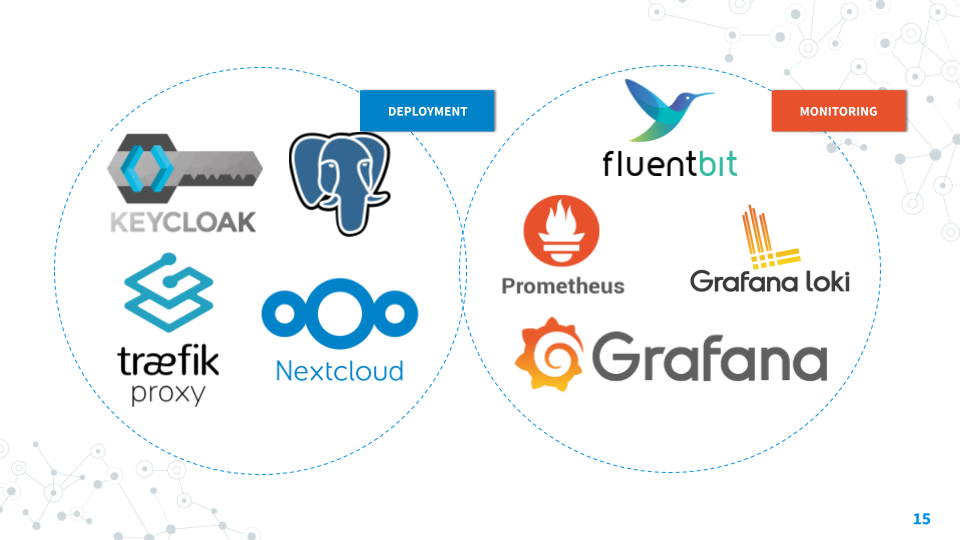 DEPLOYMENT
KEYCLOAK
træfik
proxy
Nextcloud
MONITORING
fluentbit
Prometheus
Grafana loki
Grafana
15